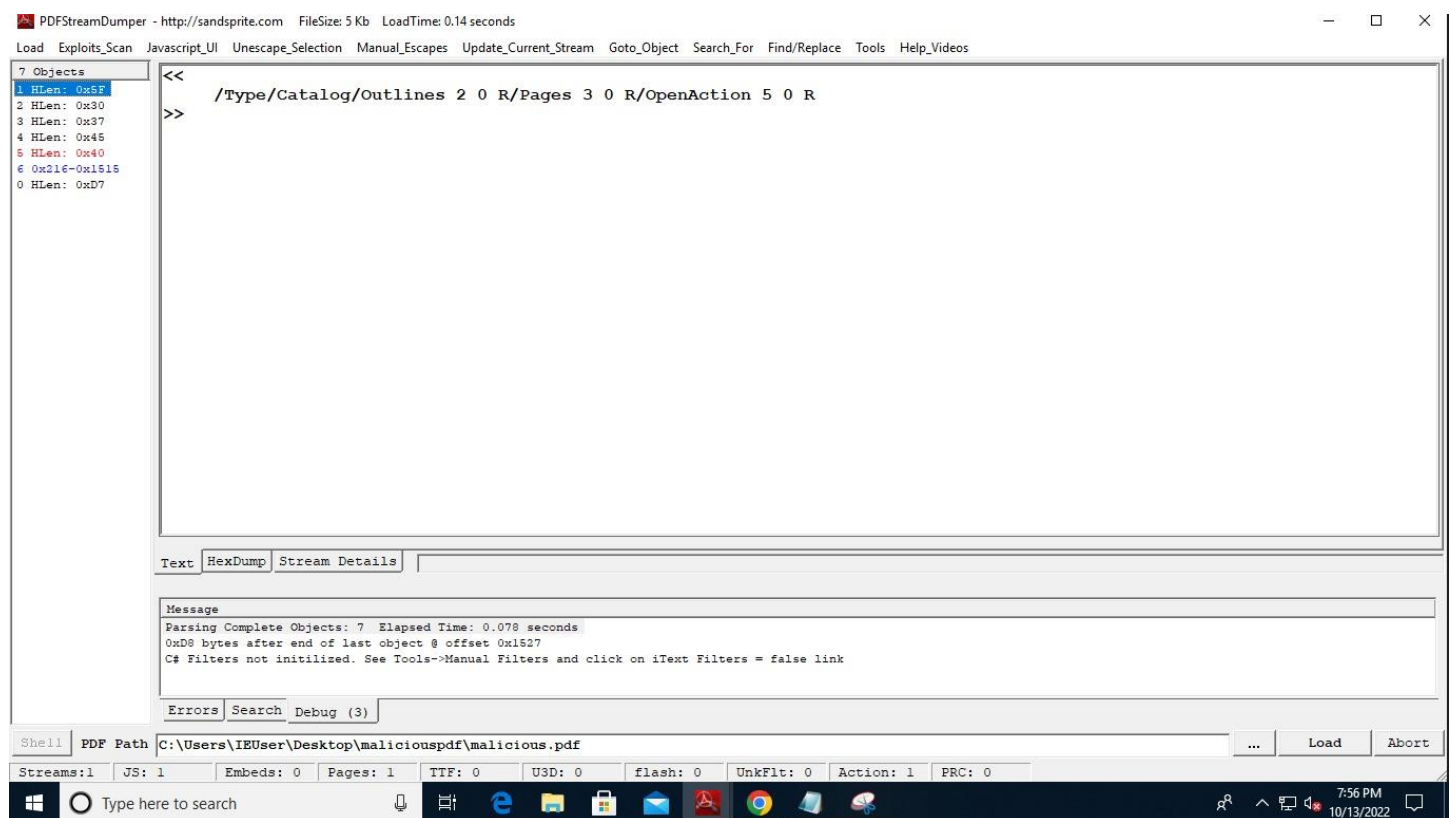 PDFStreamDumper - http://sandsprite.com FileSize: 5 Kb LoadTime: 0.14 seconds
Load Exploits_Scan Javascript_UI Unescape_Selection Manual_Escapes Update_Current_Stream Goto_Object Search_For Find/Replace Tools Help_Videos
7 Objects
1 HLen: 0x5F
2 HLen: 0x30
3 HLen: 0x37
4 HLen: 0x45
5 HLen: 0x40
6 0x216-0x1515
0 HLen: 0xD7
<<
/Type/Catalog/Outlines 2 0 R/Pages 3 0 R/OpenAction 5 0 R
>>
Text HexDump Stream Details
Message
Parsing Complete Objects: 7 Elapsed Time: 0.078 seconds
0xD8 bytes after end of last object @ offset 0x1527
C# Filters not initilized. See Tools->Manual Filters and click on iText Filters = false link
Errors Search Debug (3)
Shell PDF Path C:\Users\IEUser\Desktop\maliciouspdf\malicious.pdf ... Load Abort
Streams:1 JS: 1 Embeds: 0 Pages: 1 TTF: 0 U3D: 0 flash: 0 UnkFlt: 0 Action: 1 PRC: 0
Type here to search
7:56 PM
10/13/2022